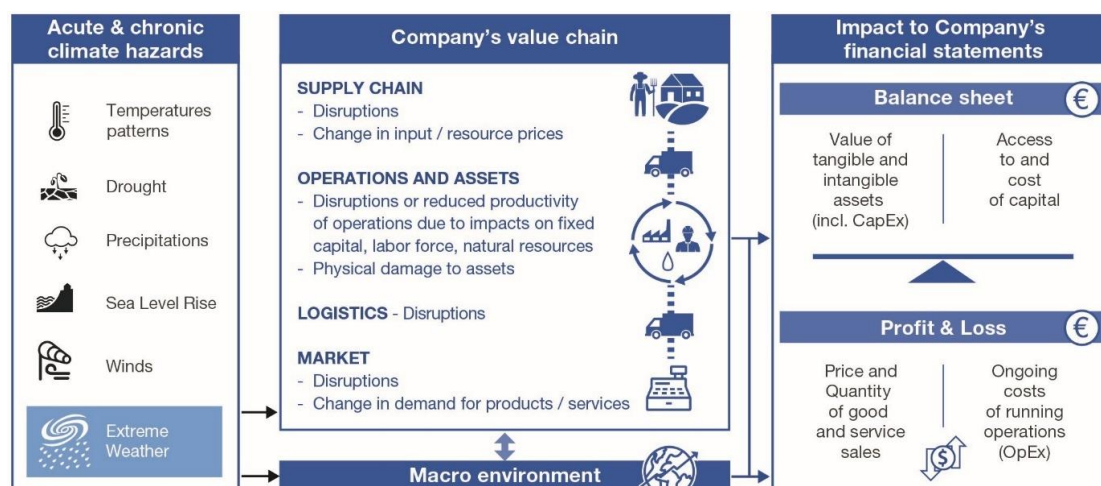 Acute & chronic
climate hazards
Temperatures
patterns
Drought
Precipitations
Sea Level Rise
Winds
Extreme
Weather
Company's value chain
SUPPLY CHAIN
- Disruptions
- Change in input / resource prices
OPERATIONS AND ASSETS
- Disruptions or reduced productivity
of operations due to impacts on fixed
capital, labor force, natural resources
- Physical damage to assets
LOGISTICS - Disruptions
MARKET
- Disruptions
- Change in demand for products / services
Macro environment
Impact to Company's
financial statements
Balance sheet
€
Value of
tangible and
intangible
assets
(incl. CapEx)
Access
to and
cost
of capital
Profit & Loss
€
Price and
Quantity
of good
and service
sales
Ongoing
costs
of running
operations
(OpEx)
$